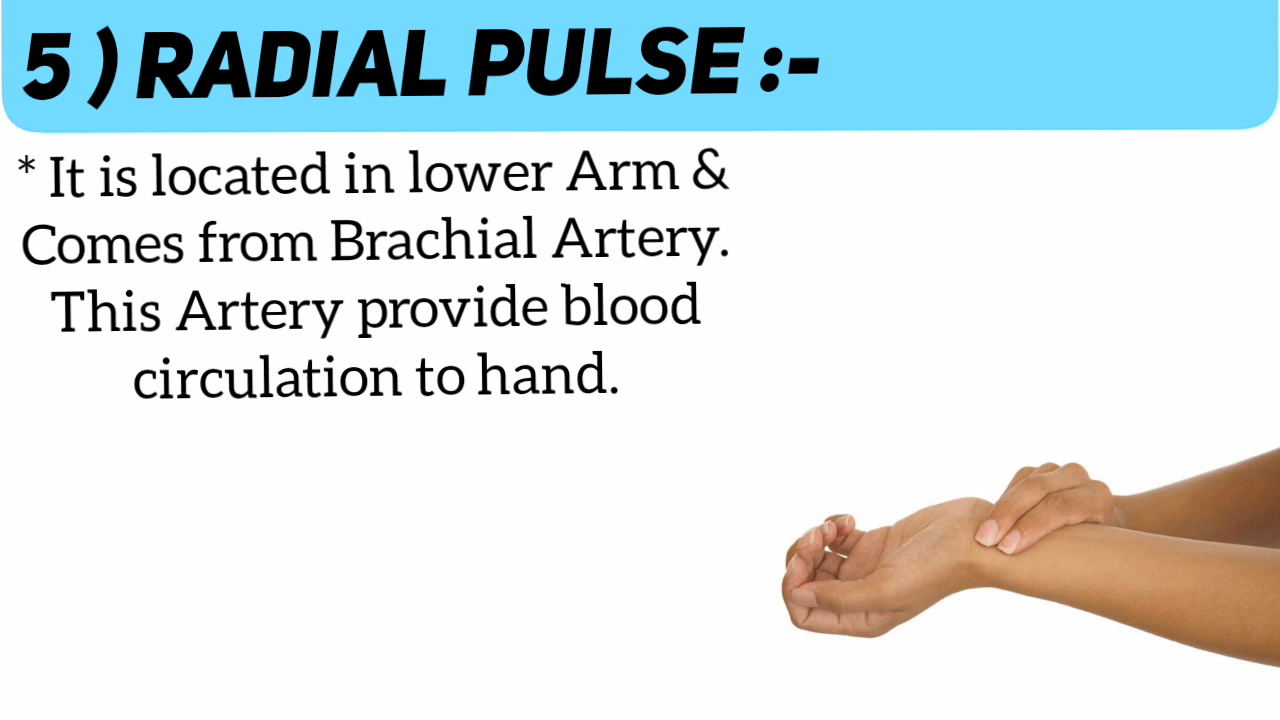 5 ) RADIAL PULSE :-
* It is located in lower Arm &
Comes from Brachial Artery.
This Artery provide blood
circulation to hand.